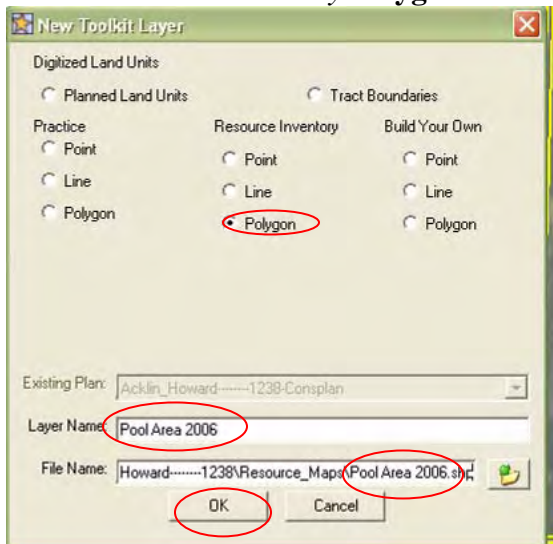 New Toolkit Layer
Digitized Land Units
Planned Land Units Tract Boundaries
Practice Resource Inventory Build Your Own
Point Point Point
Line Line Line
Polygon Polygon Polygon
Existing Plan: Acklin_Howard-------1238-Consplan
Layer Name: Pool Area 2006
File Name: Howard--------1238\Resource_Maps\Pool Area 2006.shp
OK Cancel